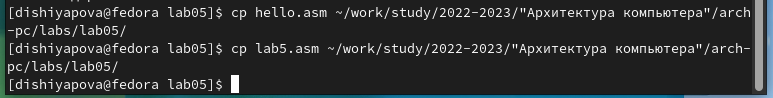 [dishiyapova@fedora lab05]$ cp hello.asm ~/work/study/2022-2023/"Архитектура компьютера"/arch
-pc/labs/lab05/
[dishiyapova@fedora lab05]$ cp lab5.asm ~/work/study/2022-2023/"Архитектура компьютера"/arch-
pc/labs/lab05/
[dishiyapova@fedora lab05]$